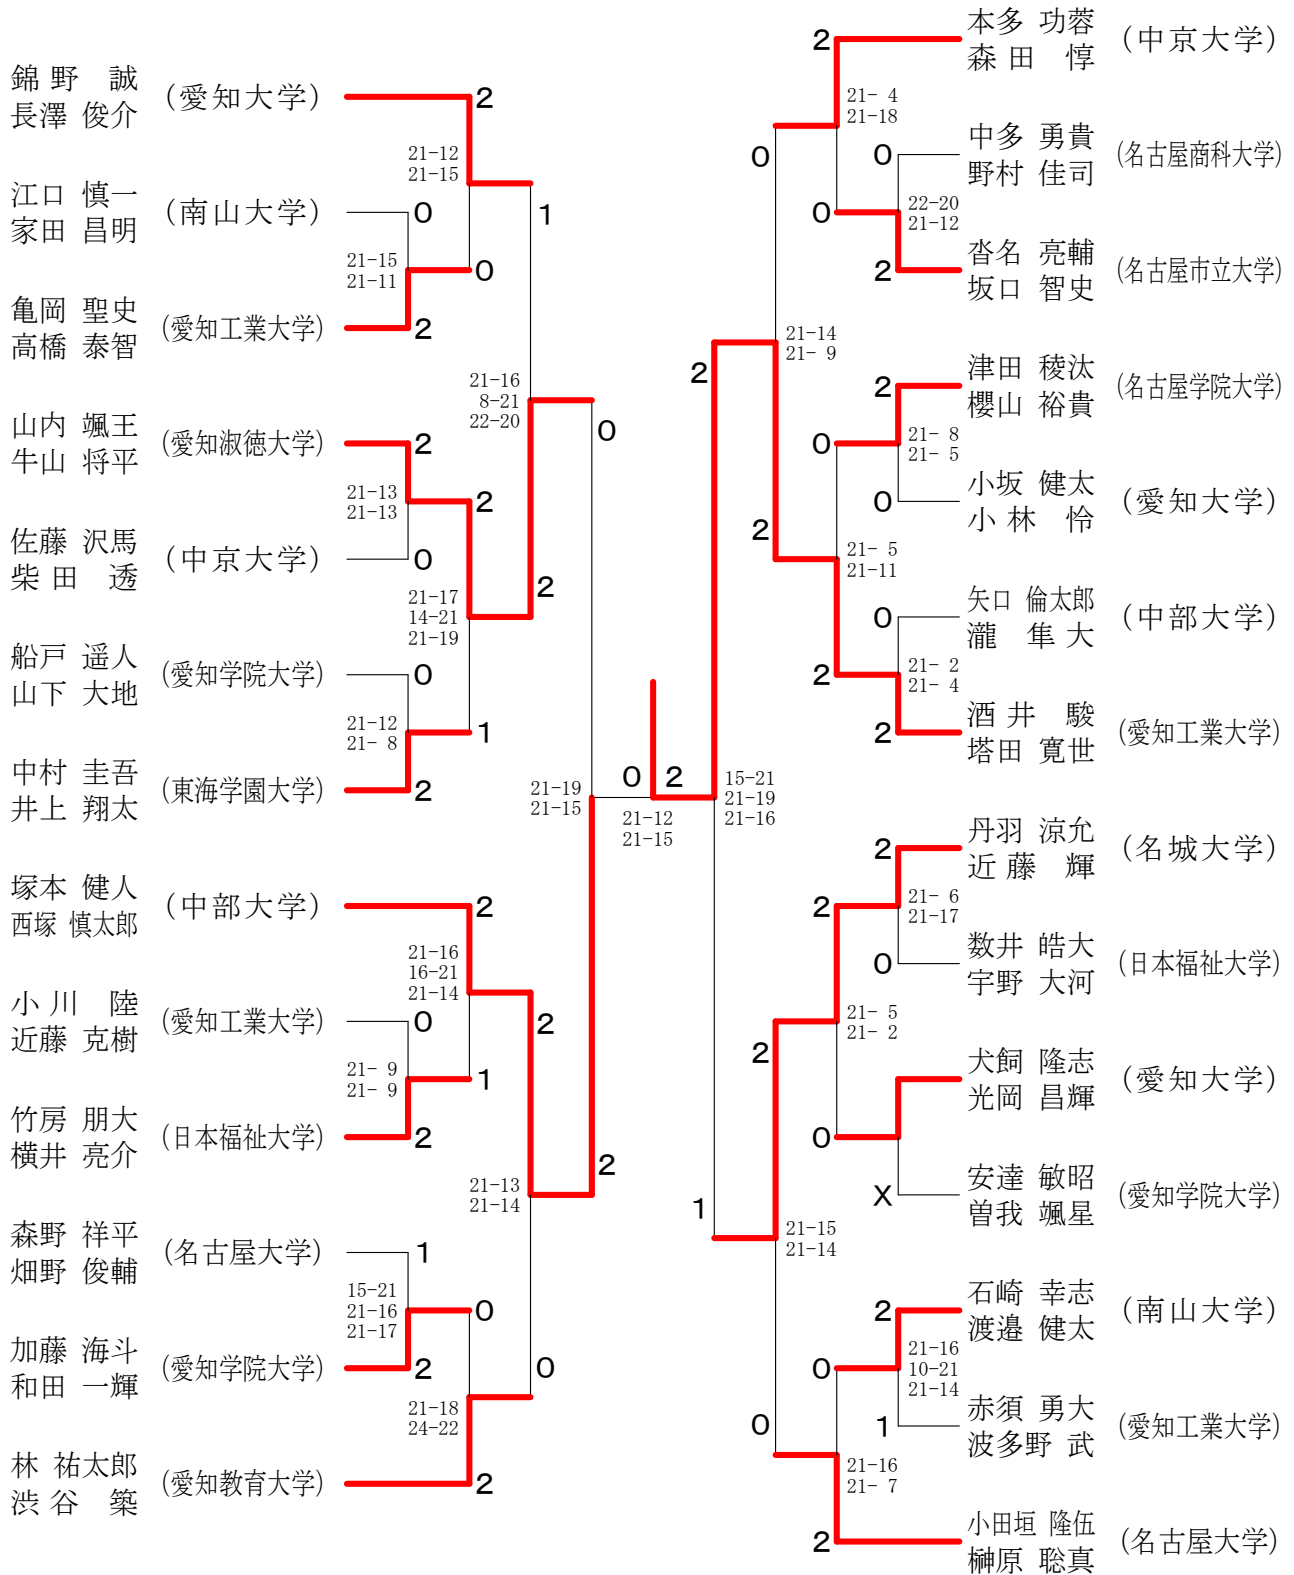 錦野 誠
長澤 俊介
(愛知大学)
2
21-12
21-15
江口 慎一
家田 昌明
(南山大学)
0
1
21-15
21-11
0
亀岡 聖史
高橋 泰智
(愛知工業大学)
2
21-16
8-21
22-20
0
山内 颯王
牛山 将平
(愛知淑徳大学)
2
21-13
21-13
2
佐藤 沢馬
柴田 透
(中京大学)
0
2
21-17
14-21
21-19
船戸 遥人
山下 大地
(愛知学院大学)
0
21-12
21- 8
1
中村 圭吾
井上 翔太
(東海学園大学)
2
21-19
21-15
塚本 健人
西塚 慎太郎
(中部大学)
2
21-16
16-21
21-14
小川 陸
近藤 克樹
(愛知工業大学)
0
2
21- 9
21- 9
1
竹房 朋大
横井 亮介
(日本福祉大学)
2
2
21-13
21-14
森野 祥平
畑野 俊輔
(名古屋大学)
1
15-21
21-16
21-17
0
加藤 海斗
和田 一輝
(愛知学院大学)
2
0
21-18
24-22
林 祐太郎
渋谷 築
(愛知教育大学)
2
0
2
21-12
21-15
本多 功蓉
森田 惇
(中京大学)
2
21- 4
21-18
0
中多 勇貴
野村 佳司
(名古屋商科大学)
0
22-20
21-12
0
沓名 亮輔
坂口 智史
(名古屋市立大学)
2
21-14
21- 9
2
津田 稜汰
櫻山 裕貴
(名古屋学院大学)
2
21- 8
21- 5
0
小坂 健太
小林 怜
(愛知大学)
0
2
21- 5
21-11
矢口 倫太郎
瀧 隼大
(中部大学)
0
21- 2
21- 4
2
酒井 駿
塔田 寛世
(愛知工業大学)
2
15-21
21-19
21-16
丹羽 涼允
近藤 輝
(名城大学)
2
21- 6
21-17
2
数井 皓大
宇野 大河
(日本福祉大学)
0
21- 5
21- 2
2
犬飼 隆志
光岡 昌輝
(愛知大学)
0
安達 敏昭
曽我 颯星
(愛知学院大学)
X
1
21-15
21-14
石崎 幸志
渡邉 健太
(南山大学)
2
21-16
10-21
21-14
0
赤須 勇大
波多野 武
(愛知工業大学)
1
0
21-16
21- 7
小田垣 隆伍
榊原 聡真
(名古屋大学)
2